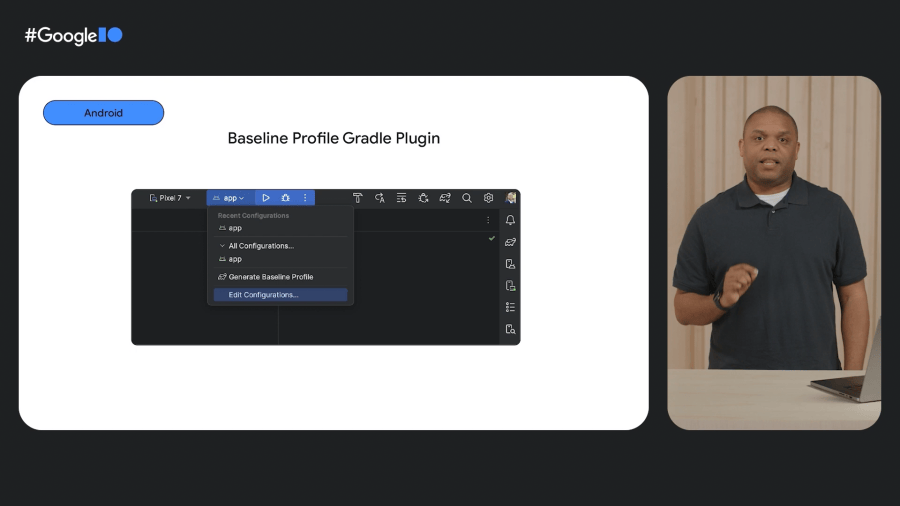 #GoogleIO
Android
Baseline Profile Gradle Plugin
Pixel 7
app
Recent Configurations
app
All Configurations...
app
Generate Baseline Profile
Edit Configurations...